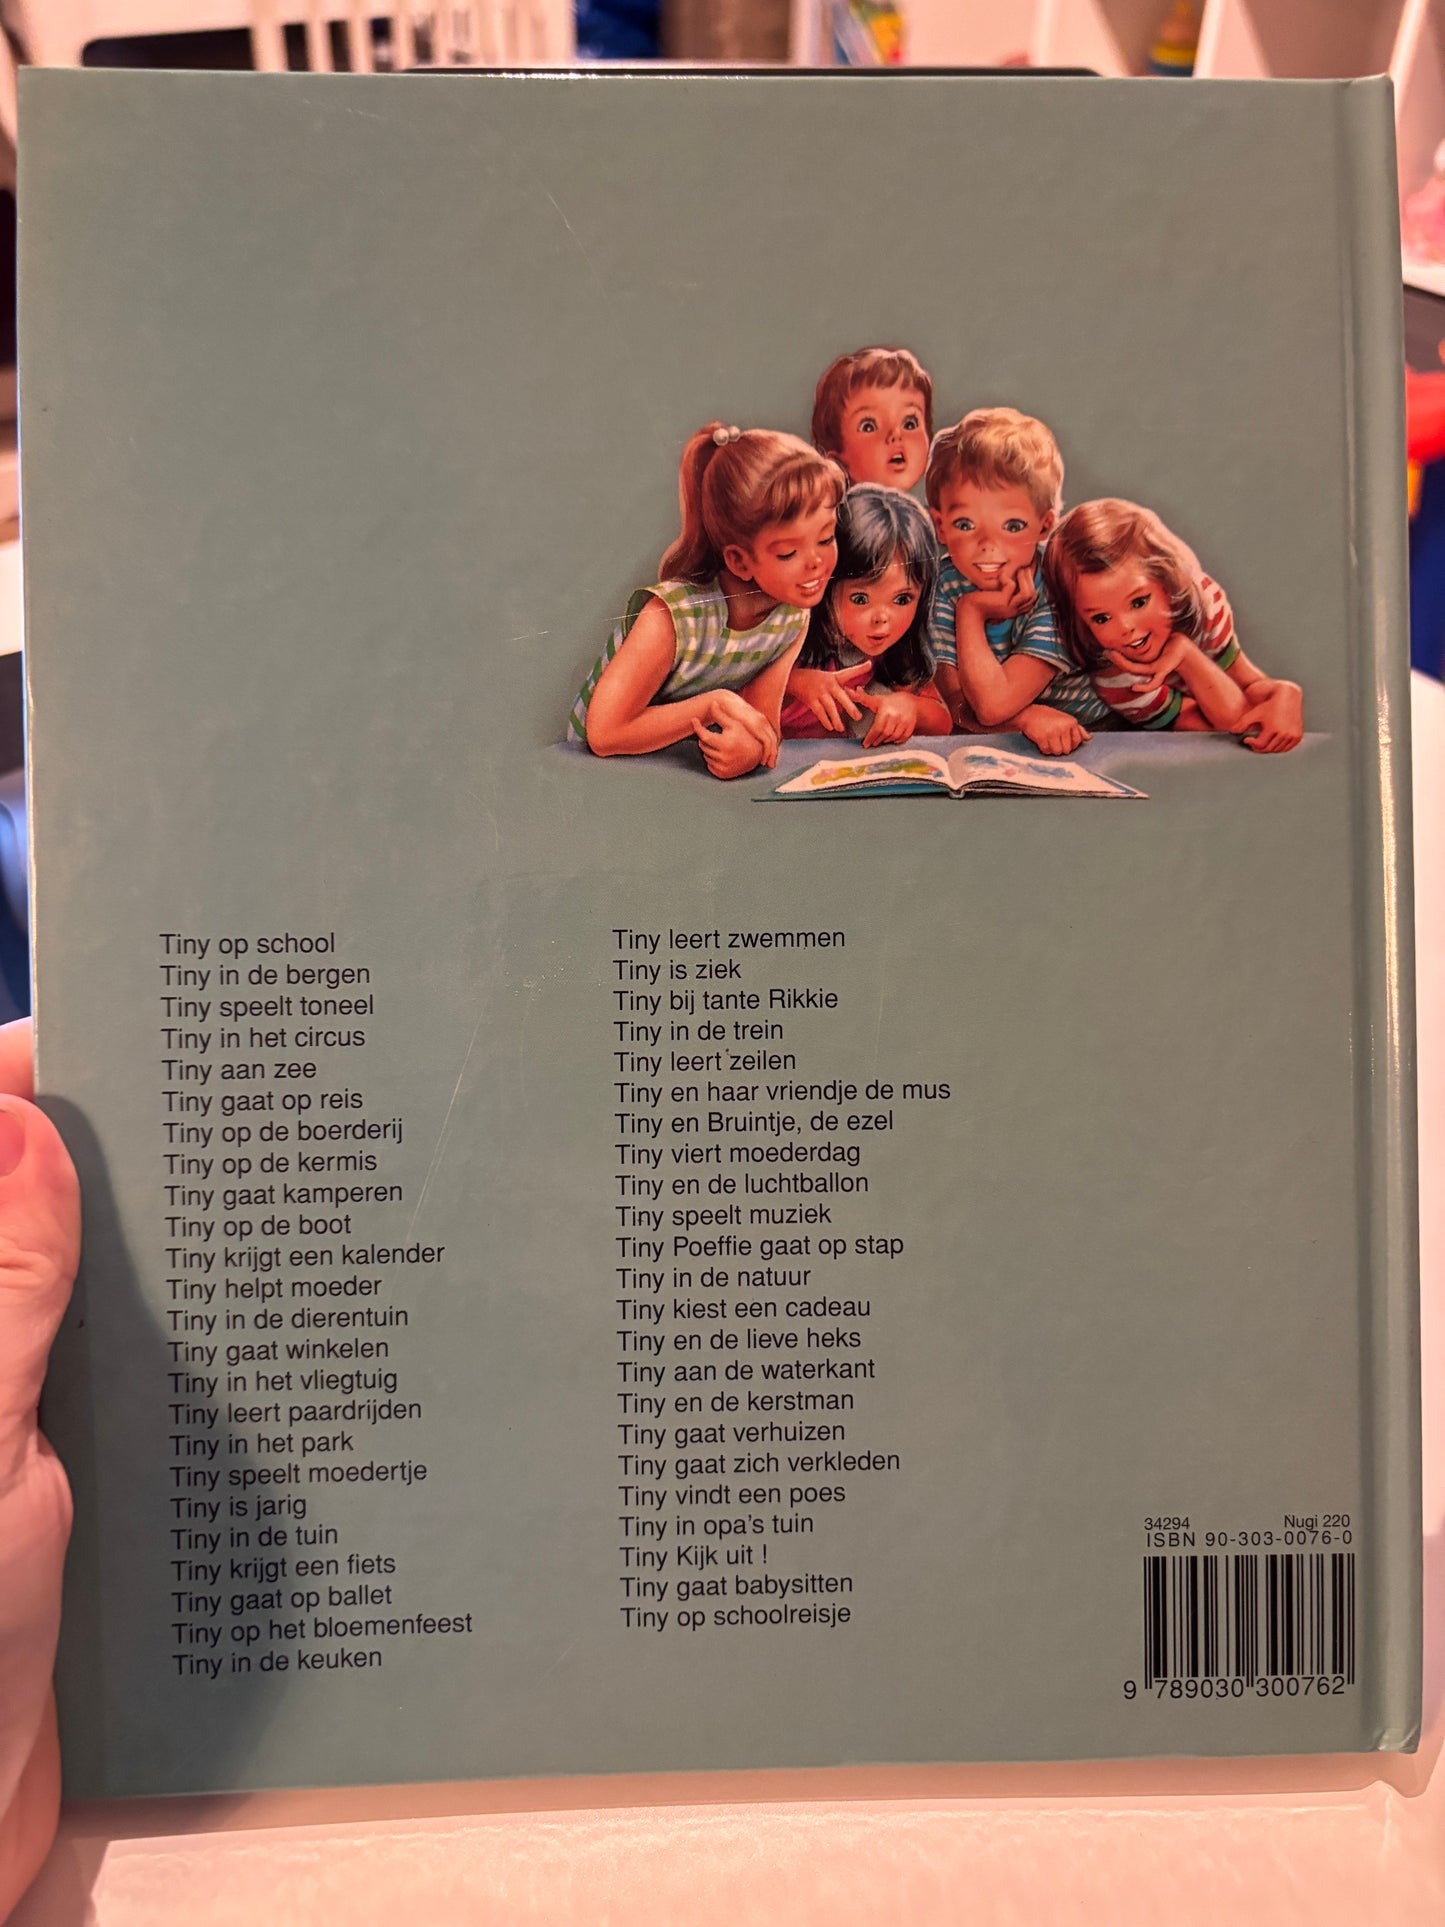 Tiny op school
Tiny in de bergen
Tiny speelt toneel
Tiny in het circus
Tiny aan zee
Tiny gaat op reis
Tiny op de boerderij
Tiny op de kermis
Tiny gaat kamperen
Tiny op de boot
Tiny krijgt een kalender
Tiny helpt moeder
Tiny in de dierentuin
Tiny gaat winkelen
Tiny in het vliegtuig
Tiny leert paardrijden
Tiny in het park
Tiny speelt moedertje
Tiny is jarig
Tiny in de tuin
Tiny krijgt een fiets
Tiny gaat op ballet
Tiny op het bloemenfeest
Tiny in de keuken
Tiny leert zwemmen
Tiny is ziek
Tiny bij tante Rikkie
Tiny in de trein
Tiny leert zeilen
Tiny en haar vriendje de mus
Tiny en Bruintje, de ezel
Tiny viert moederdag
Tiny en de luchtballon
Tiny speelt muziek
Tiny Poeffie gaat op stap
Tiny in de natuur
Tiny kiest een cadeau
Tiny en de lieve heks
Tiny aan de waterkant
Tiny en de kerstman
Tiny gaat verhuizen
Tiny gaat zich verkleden
Tiny vindt een poes
Tiny in opa's tuin
Tiny Kijk uit !
Tiny gaat babysitten
Tiny op schoolreisje
34294 Nugi 220
ISBN 90-303-0076-0
9 789030 300762